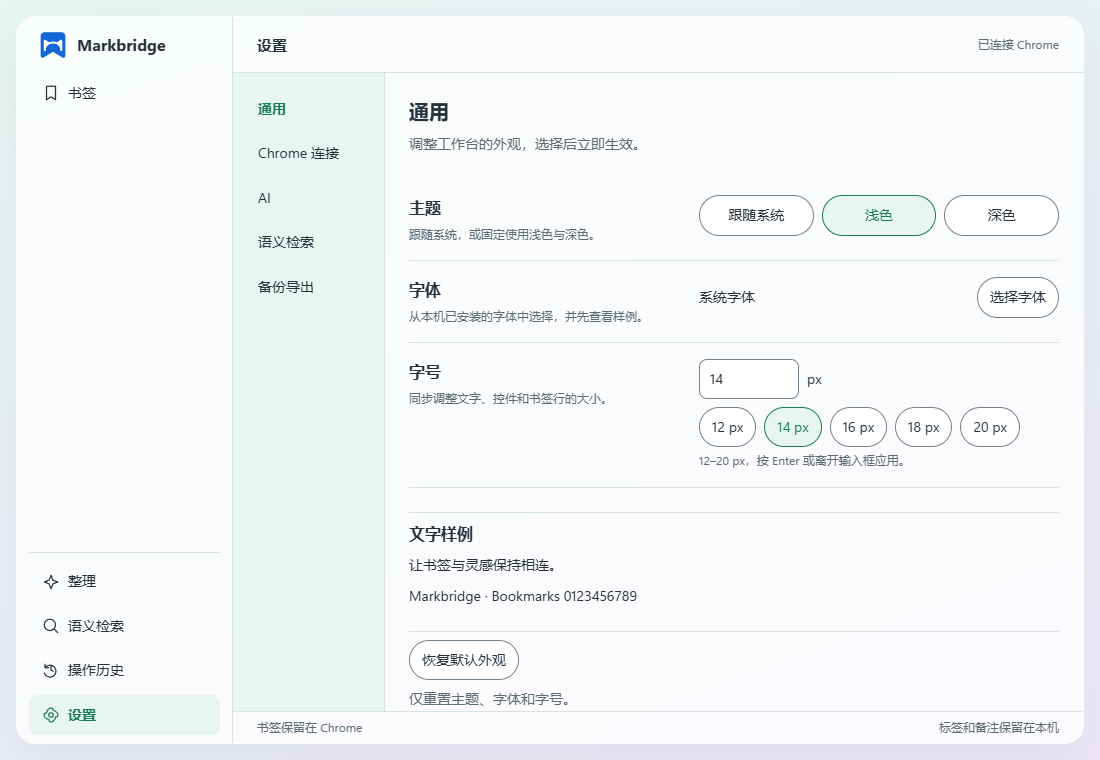 Markbridge
书签
整理
语义检索
操作历史
设置
设置
已连接 Chrome
通用
Chrome 连接
AI
语义检索
备份导出
通用
调整工作台的外观，选择后立即生效。
主题
跟随系统，或固定使用浅色与深色。
跟随系统
浅色
深色
字体
从本机已安装的字体中选择，并先查看样例。
系统字体
选择字体
字号
同步调整文字、控件和书签行的大小。
14 px
12 px
14 px
16 px
18 px
20 px
12–20 px，按 Enter 或离开输入框应用。
文字样例
让书签与灵感保持相连。
Markbridge · Bookmarks 0123456789
恢复默认外观
仅重置主题、字体和字号。
书签保留在 Chrome
标签和备注保留在本机